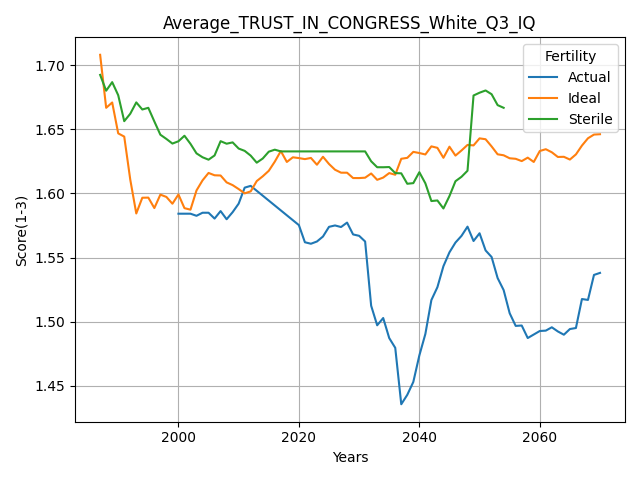 Average_TRUST_IN_CONGRESS_White_Q3_IQ
Fertility
Actual
Ideal
Sterile
Score(1-3)
1.70
1.65
1.60
1.55
1.50
1.45
2000
2020
2040
2060
Years